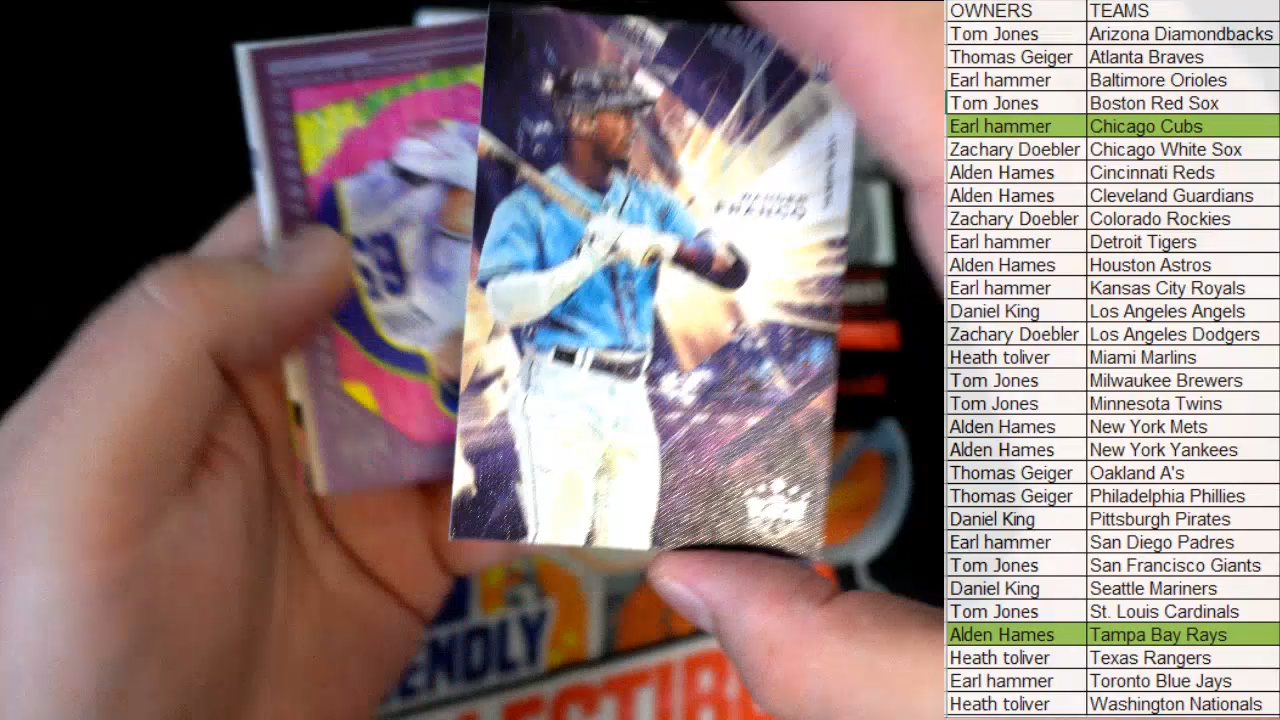 FRANCO
ENDLY
OWNERS TEAMS
Tom Jones Arizona Diamondbacks
Thomas Geiger Atlanta Braves
Earl hammer Baltimore Orioles
Tom Jones Boston Red Sox
Earl hammer Chicago Cubs
Zachary Doebler Chicago White Sox
Alden Hames Cincinnati Reds
Alden Hames Cleveland Guardians
Zachary Doebler Colorado Rockies
Earl hammer Detroit Tigers
Alden Hames Houston Astros
Earl hammer Kansas City Royals
Daniel King Los Angeles Angels
Zachary Doebler Los Angeles Dodgers
Heath toliver Miami Marlins
Tom Jones Milwaukee Brewers
Tom Jones Minnesota Twins
Alden Hames New York Mets
Alden Hames New York Yankees
Thomas Geiger Oakland A's
Thomas Geiger Philadelphia Phillies
Daniel King Pittsburgh Pirates
Earl hammer San Diego Padres
Tom Jones San Francisco Giants
Daniel King Seattle Mariners
Tom Jones St. Louis Cardinals
Alden Hames Tampa Bay Rays
Heath toliver Texas Rangers
Earl hammer Toronto Blue Jays
Heath toliver Washington Nationals